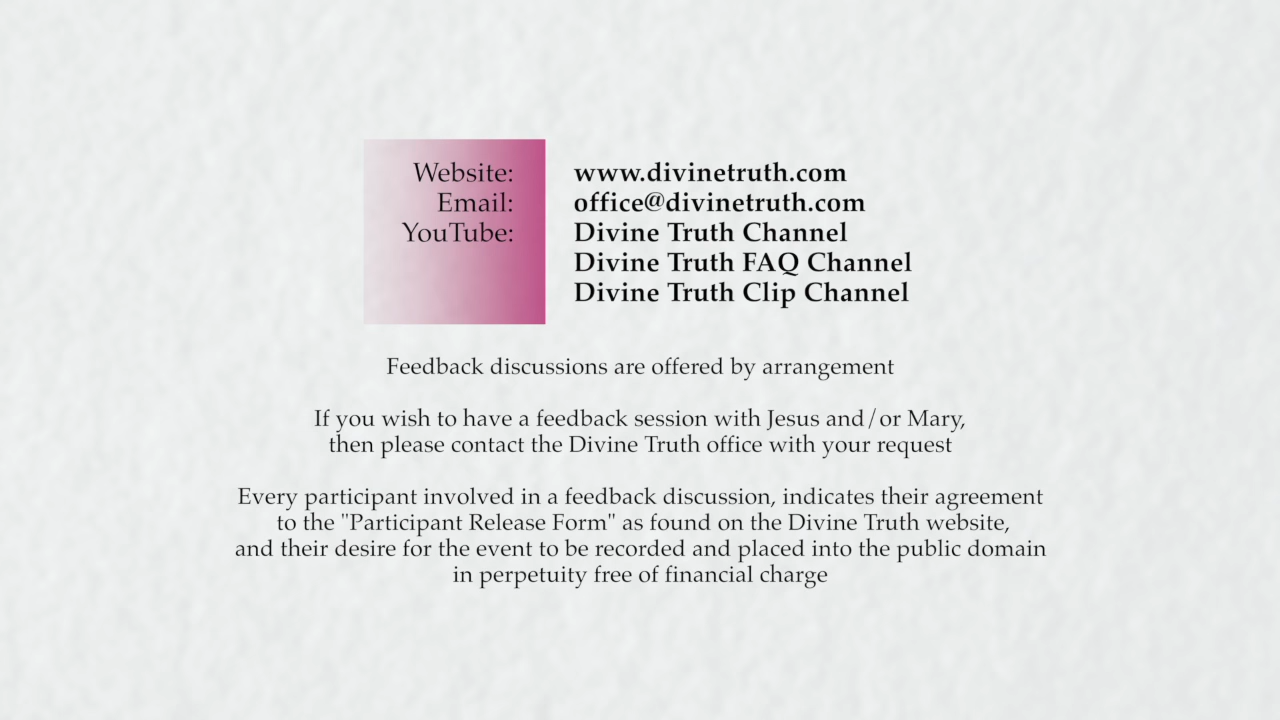 Website: www.divinetruth.com
Email: office@divinetruth.com
YouTube: Divine Truth Channel
Divine Truth FAQ Channel
Divine Truth Clip Channel
Feedback discussions are offered by arrangement
If you wish to have a feedback session with Jesus and/or Mary,
then please contact the Divine Truth office with your request
Every participant involved in a feedback discussion, indicates their agreement
to the "Participant Release Form" as found on the Divine Truth website,
and their desire for the event to be recorded and placed into the public domain
in perpetuity free of financial charge